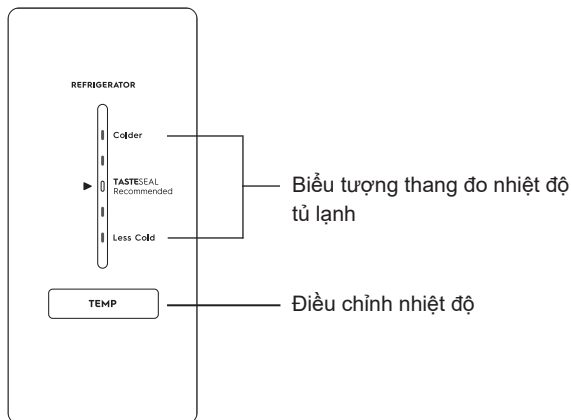 REFRIGERATOR
Colder
TASTESEAL
Recommended
Less Cold
TEMP
Biểu tượng thang đo nhiệt độ
tủ lạnh
Điều chỉnh nhiệt độ